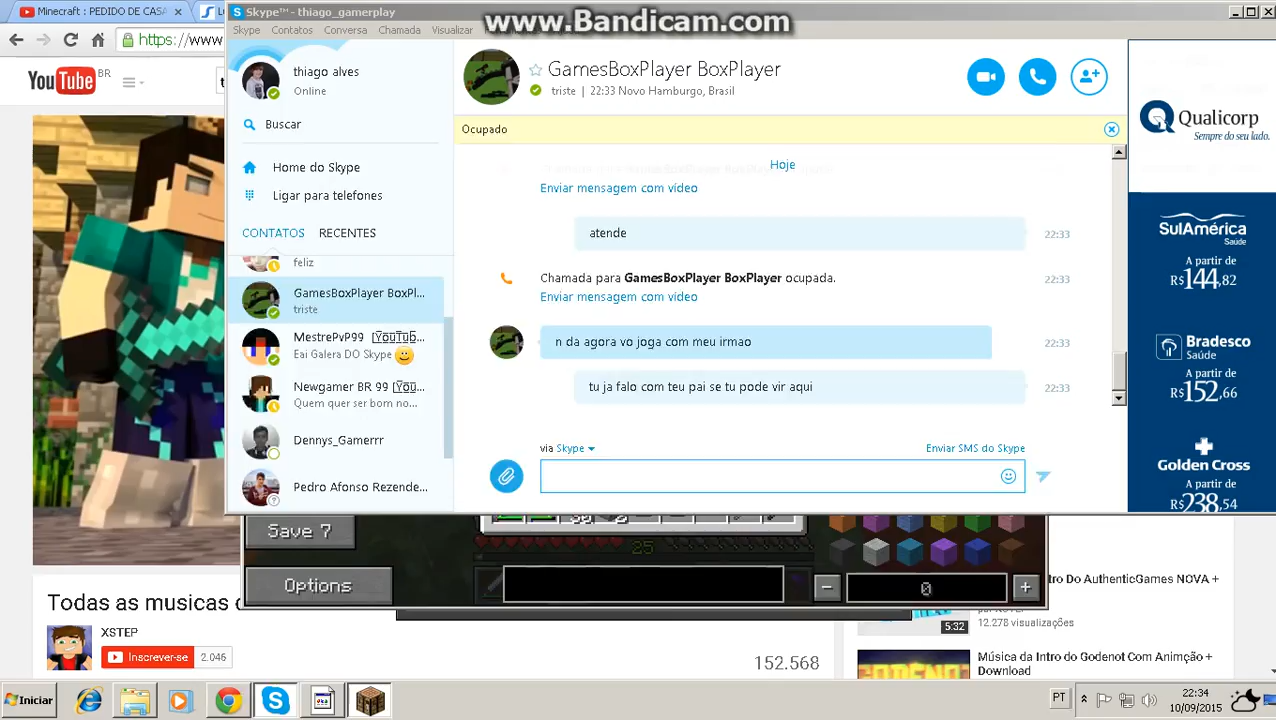 Minecraft: PEDIDO DE CASA
Skype™ - thiago_gamerplay
www.Bandicam.com
Skype Contatos Conversa Chamada Visualizar
https://www
YouTube BR
thiago alves
Online
Buscar
Home do Skype
Ligar para telefones
CONTATOS RECENTES
feliz
GamesBoxPlayer BoxPl...
triste
MestrePvP99 [YouTub...
Eai Galera DO Skype
Newgamer BR 99 [You...
Quem quer ser bom no...
Dennys_Gamerrr
Pedro Afonso Rezende...
GamesBoxPlayer BoxPlayer
triste | 22:33 Novo Hamburgo, Brasil
Ocupado
Hoje
Enviar mensagem com vídeo
atende 22:33
Chamada para GamesBoxPlayer BoxPlayer ocupada. 22:33
Enviar mensagem com vídeo
n da agora vo joga com meu irmao 22:33
tu ja falo com teu pai se tu pode vir aqui 22:33
via Skype Enviar SMS do Skype
Qualicorp
Sempre do seu lado.
SulAmérica
Saúde
A partir de
R$144,82
Bradesco
Saúde
A partir de
R$152,66
Golden Cross
A partir de
R$238,54
Save 7
25
Options
- 0 +
Todas as musicas
XSTEP
Inscrever-se 2.046
152.568
Do AuthenticGames NOVA +
5:32
12.278 visualizações
Música da Intro do Godenot Com Animção +
Download
Iniciar
PT
22:34
10/09/2015